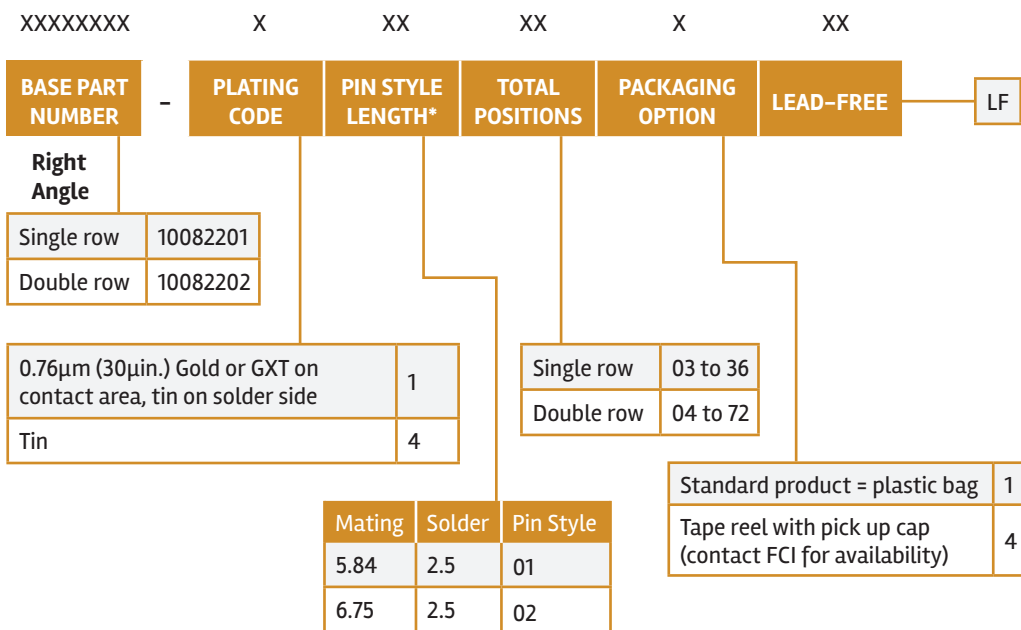 XXXXXXXX X XX XX X XX
BASE PART NUMBER - PLATING CODE PIN STYLE LENGTH* TOTAL POSITIONS PACKAGING OPTION LEAD-FREE LF
Right
Angle
Single row 10082201
Double row 10082202
0.76μm (30μin.) Gold or GXT on
contact area, tin on solder side 1
Tin 4
Single row 03 to 36
Double row 04 to 72
Standard product = plastic bag 1
Tape reel with pick up cap
(contact FCI for availability) 4
Mating Solder Pin Style
5.84 2.5 01
6.75 2.5 02